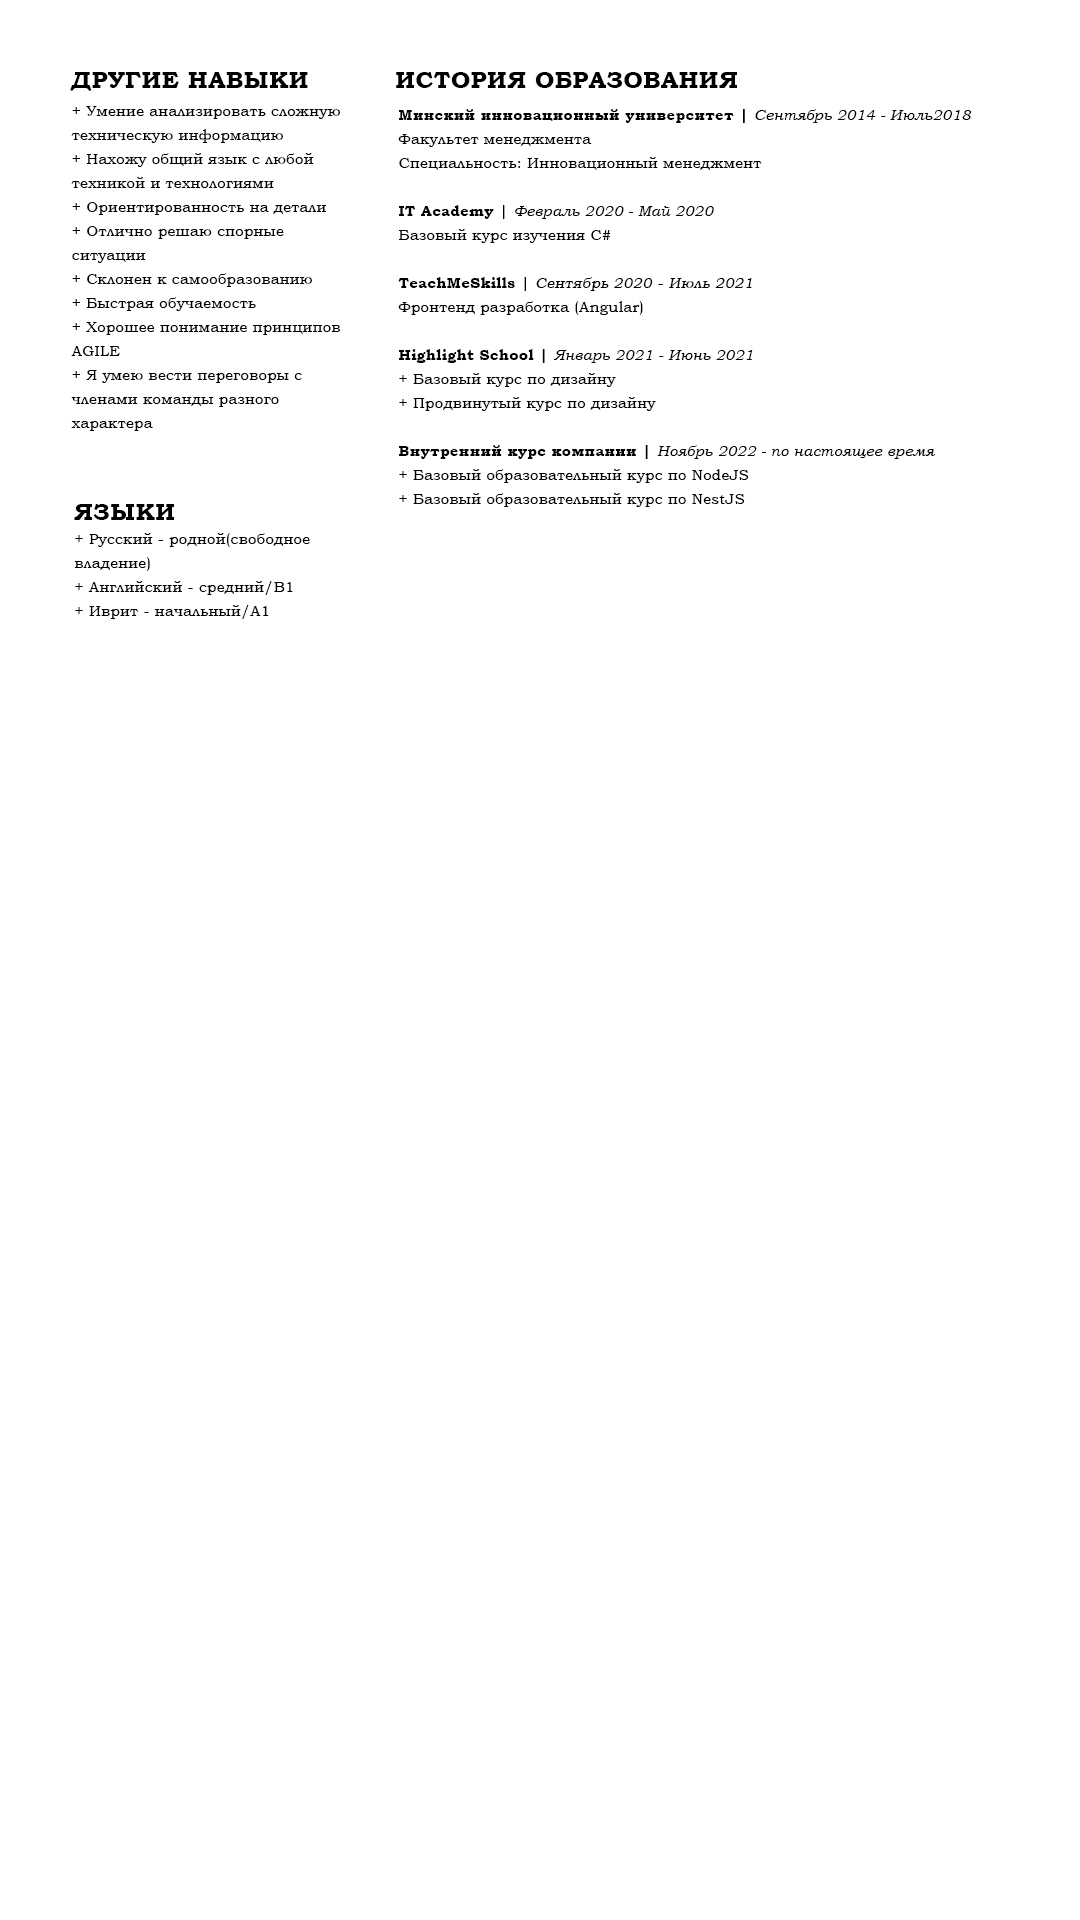 ДРУГИЕ НАВЫКИ
+ Умение анализировать сложную
техническую информацию
+ Нахожу общий язык с любой
техникой и технологиями
+ Ориентированность на детали
+ Отлично решаю спорные
ситуации
+ Склонен к самообразованию
+ Быстрая обучаемость
+ Хорошее понимание принципов
AGILE
+ Я умею вести переговоры с
членами команды разного
характера
ЯЗЫКИ
+ Русский - родной(свободное
владение)
+ Английский - средний/B1
+ Иврит - начальный/A1
ИСТОРИЯ ОБРАЗОВАНИЯ
Минский инновационный университет | Сентябрь 2014 - Июль2018
Факультет менеджмента
Специальность: Инновационный менеджмент
IT Academy | Февраль 2020 - Май 2020
Базовый курс изучения C#
TeachMeSkills | Сентябрь 2020 - Июль 2021
Фронтенд разработка (Angular)
Highlight School | Январь 2021 - Июнь 2021
+ Базовый курс по дизайну
+ Продвинутый курс по дизайну
Внутренний курс компании | Ноябрь 2022 - по настоящее время
+ Базовый образовательный курс по NodeJS
+ Базовый образовательный курс по NestJS